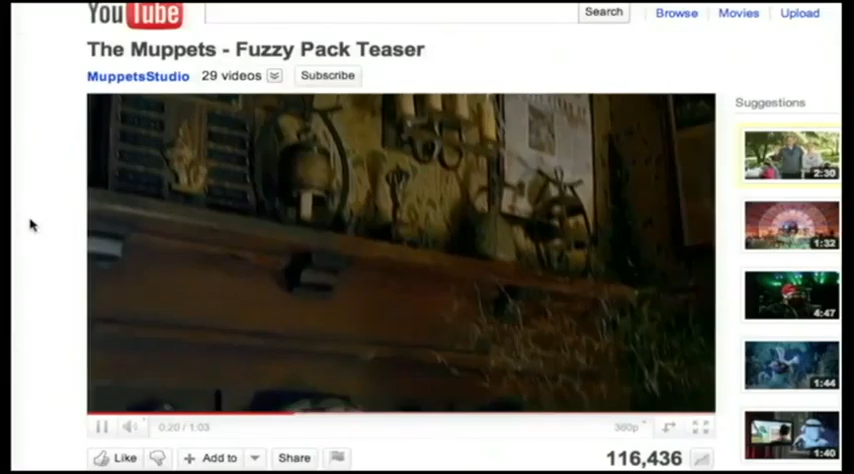 YouTube Search Browse Movies Upload
The Muppets - Fuzzy Pack Teaser
MuppetsStudio 29 videos Subscribe
Suggestions
2:30
1:32
4:47
1:44
1:40
0:20 / 1:03 360p
Like Add to Share 116,436